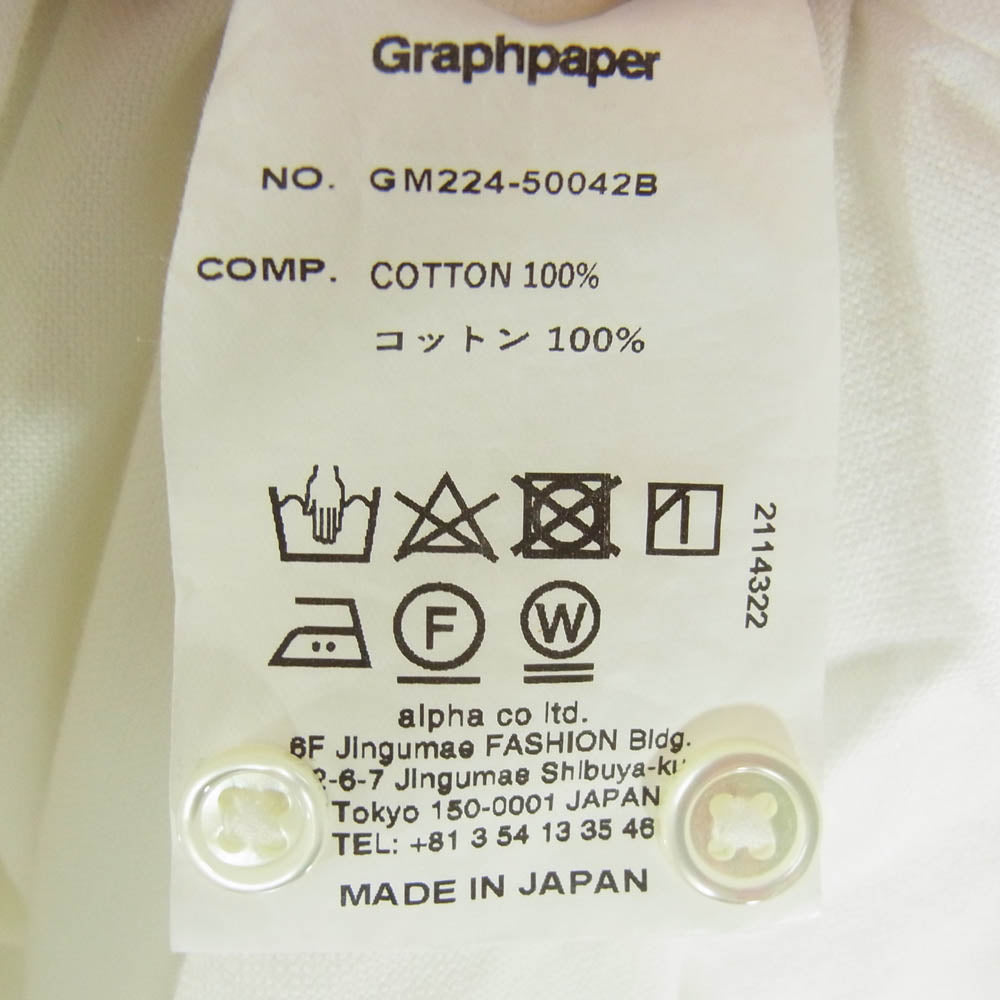 Graphpaper
NO. GM224-50042B
COMP. COTTON 100%
コットン 100%
2114322
F
W
alpha co ltd.
6F Jingumae FASHION Bldg.
2-6-7 Jingumae Shibuya-ku
Tokyo 150-0001 JAPAN
TEL: +81 3 54 13 35 46
MADE IN JAPAN